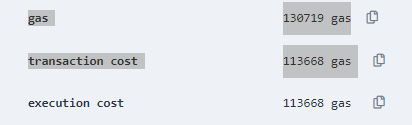 gas 130719 gas
transaction cost 113668 gas
execution cost 113668 gas